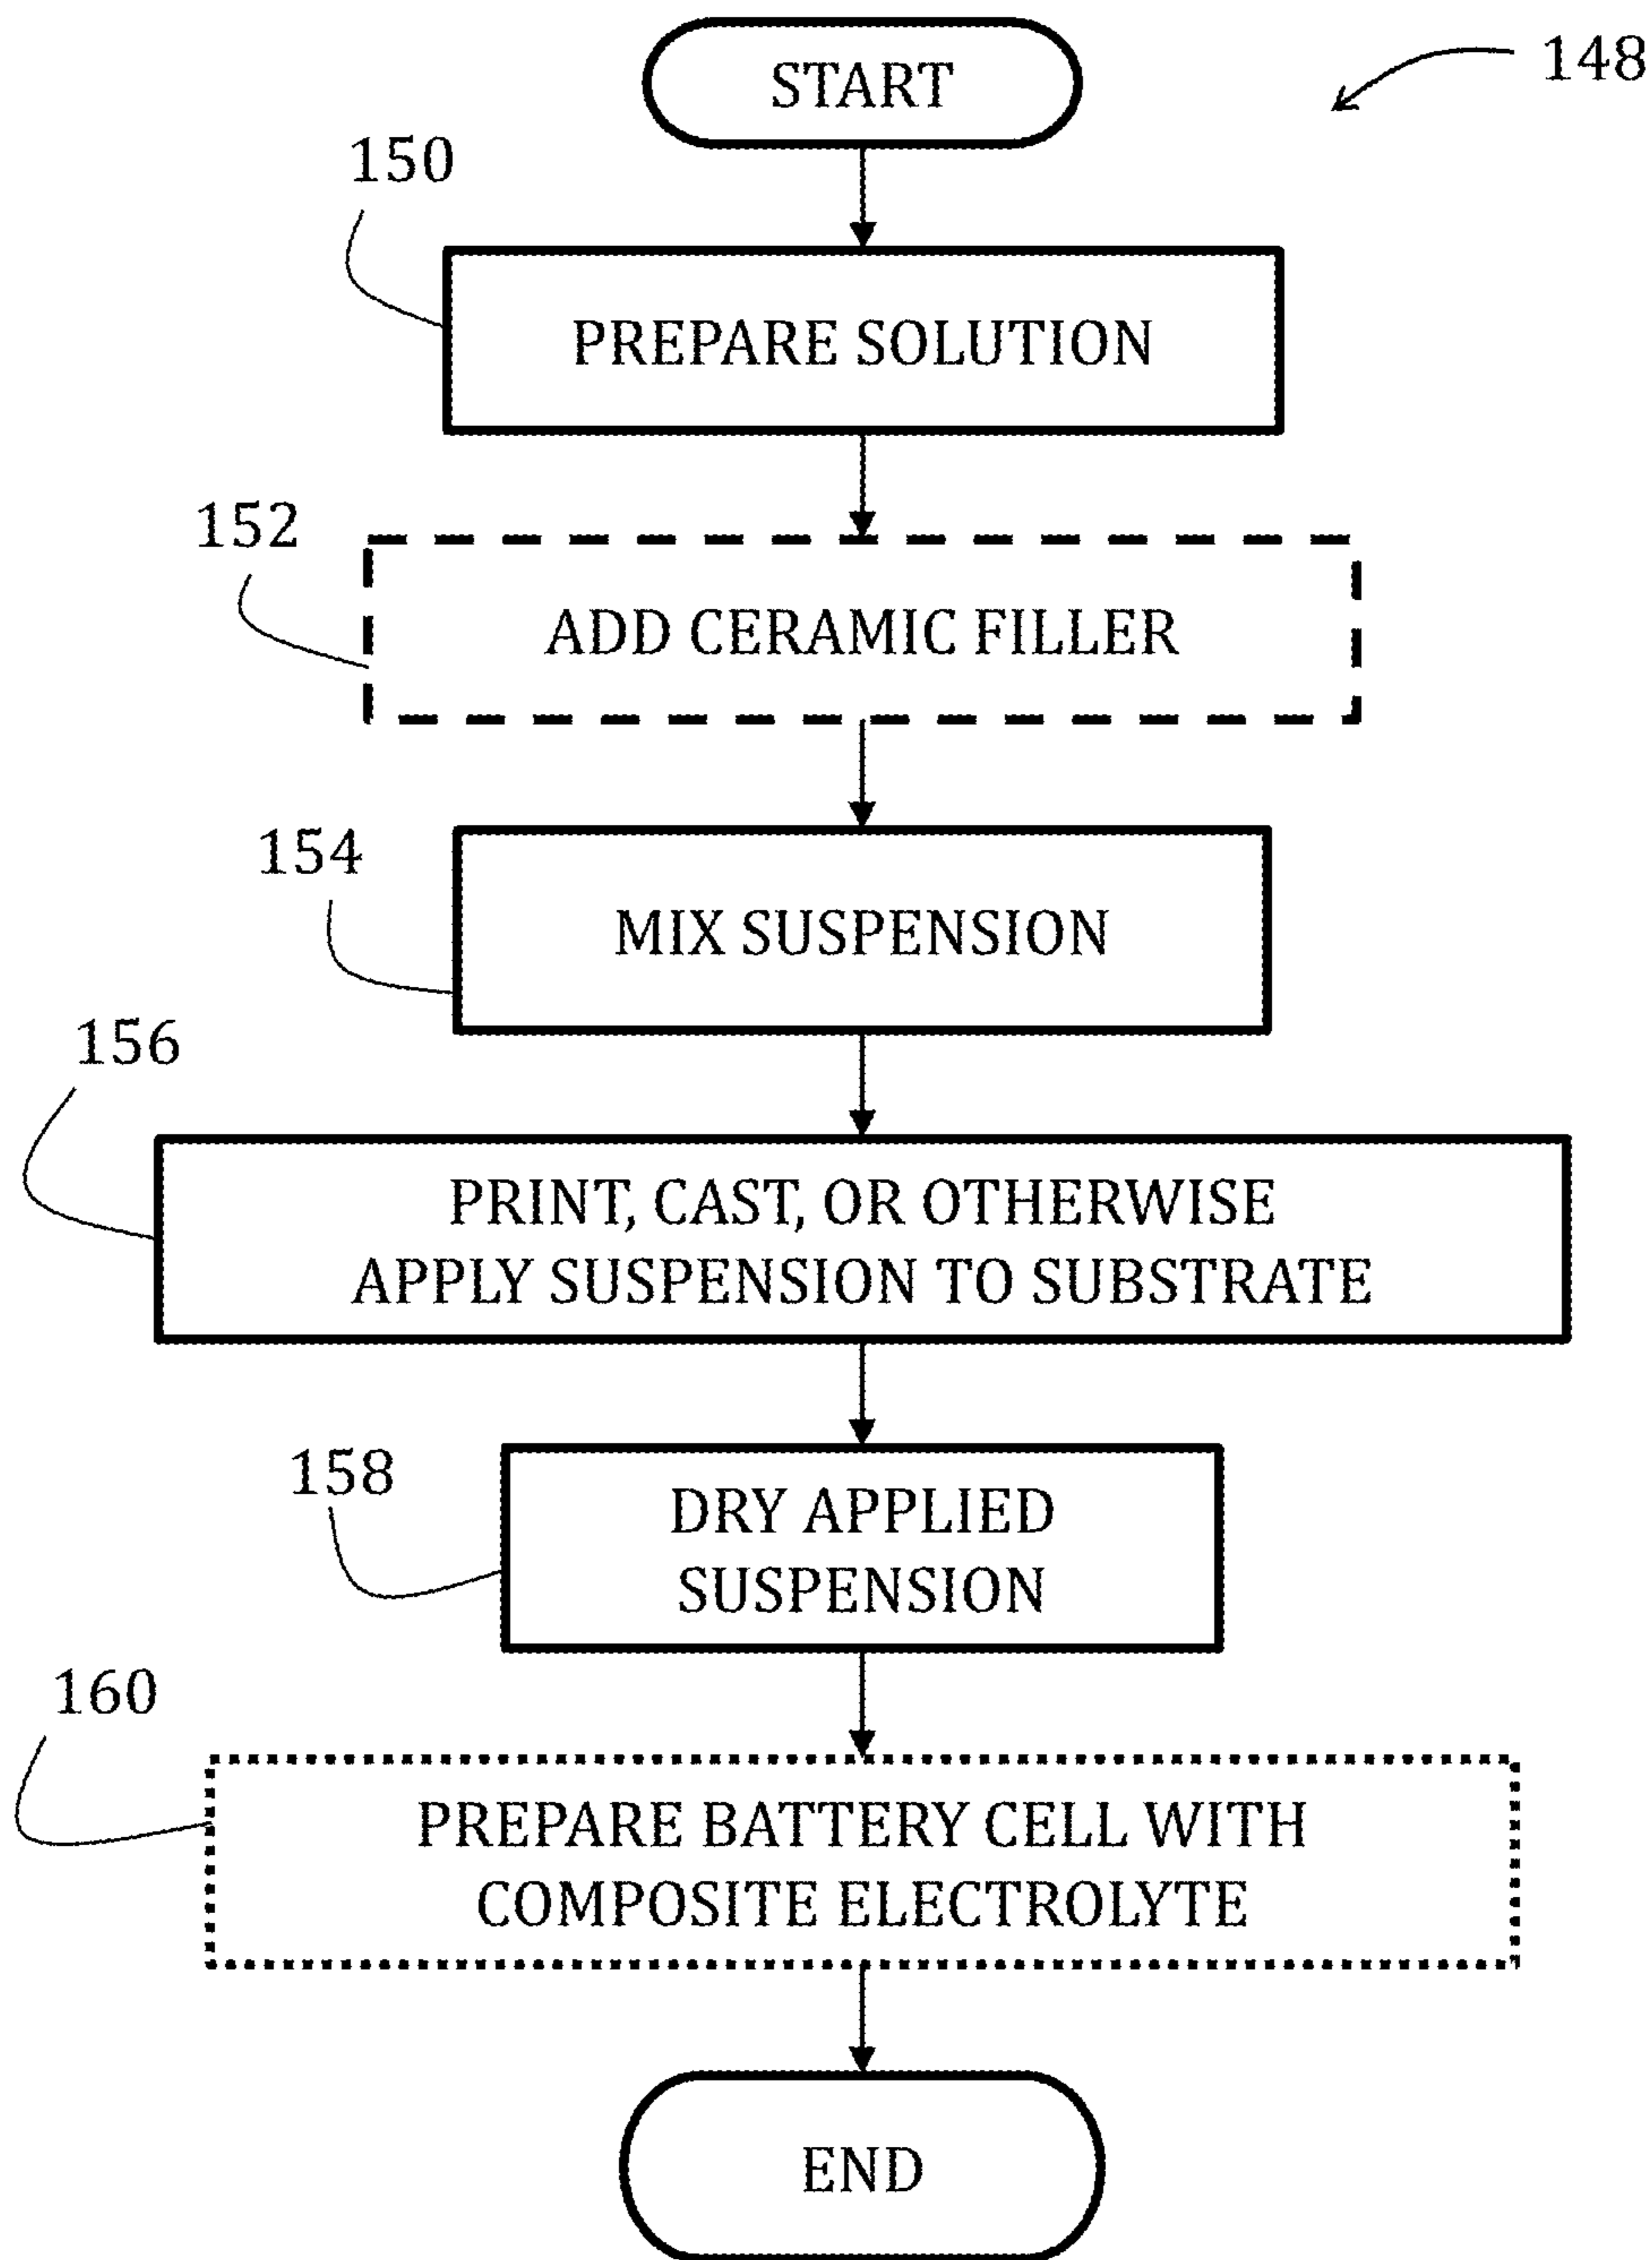 START
148
150
PREPARE SOLUTION
152
ADD CERAMIC FILLER
154
MIX SUSPENSION
156
PRINT, CAST, OR OTHERWISE
APPLY SUSPENSION TO SUBSTRATE
158
DRY APPLIED
SUSPENSION
160
PREPARE BATTERY CELL WITH
COMPOSITE ELECTROLYTE
END